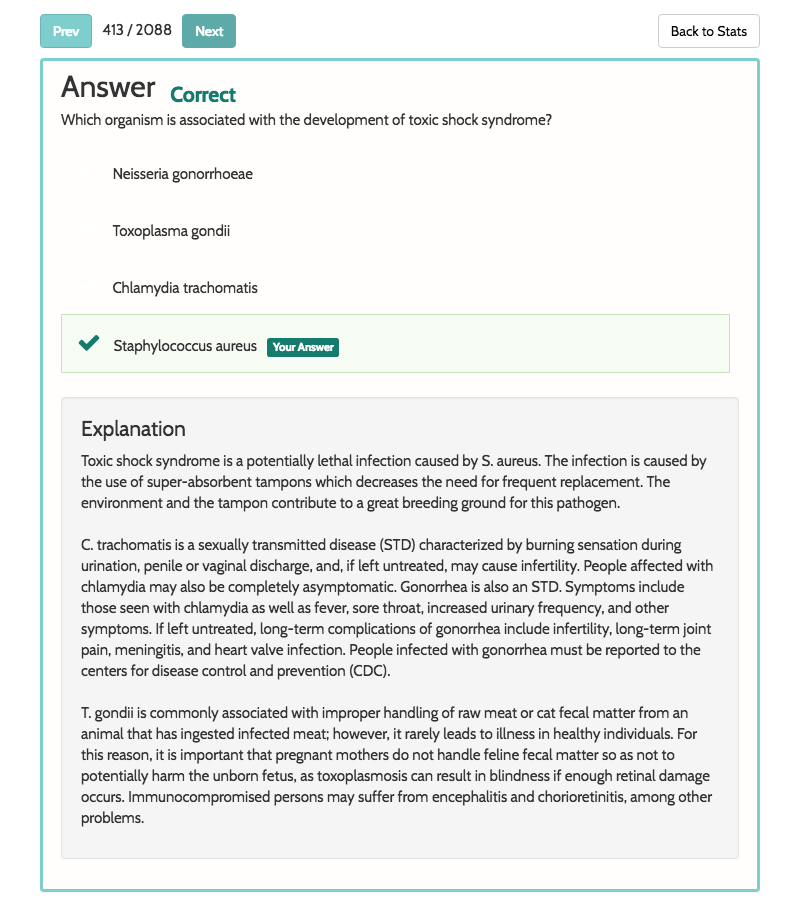 Prev 413 / 2088 Next Back to Stats
Answer Correct
Which organism is associated with the development of toxic shock syndrome?
Neisseria gonorrhoeae
Toxoplasma gondii
Chlamydia trachomatis
Staphylococcus aureus Your Answer
Explanation
Toxic shock syndrome is a potentially lethal infection caused by S. aureus. The infection is caused by
the use of super-absorbent tampons which decreases the need for frequent replacement. The
environment and the tampon contribute to a great breeding ground for this pathogen.
C. trachomatis is a sexually transmitted disease (STD) characterized by burning sensation during
urination, penile or vaginal discharge, and, if left untreated, may cause infertility. People affected with
chlamydia may also be completely asymptomatic. Gonorrhea is also an STD. Symptoms include
those seen with chlamydia as well as fever, sore throat, increased urinary frequency, and other
symptoms. If left untreated, long-term complications of gonorrhea include infertility, long-term joint
pain, meningitis, and heart valve infection. People infected with gonorrhea must be reported to the
centers for disease control and prevention (CDC).
T. gondii is commonly associated with improper handling of raw meat or cat fecal matter from an
animal that has ingested infected meat; however, it rarely leads to illness in healthy individuals. For
this reason, it is important that pregnant mothers do not handle feline fecal matter so as not to
potentially harm the unborn fetus, as toxoplasmosis can result in blindness if enough retinal damage
occurs. Immunocompromised persons may suffer from encephalitis and chorioretinitis, among other
problems.